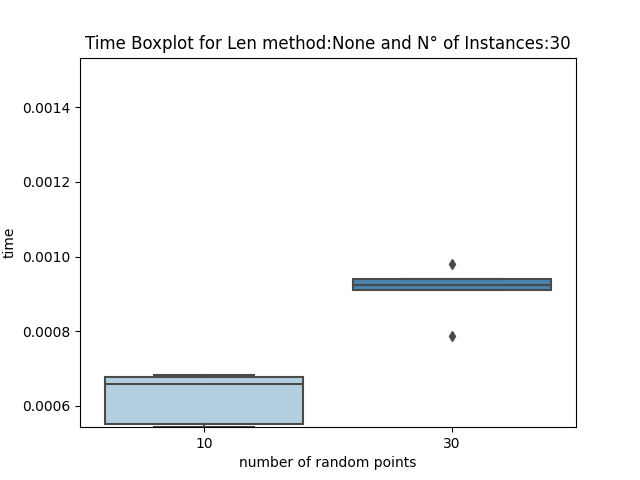 Time Boxplot for Len method:None and N° of Instances:30
0.0014
0.0012
0.0010
0.0008
0.0006
time
10 30
number of random points